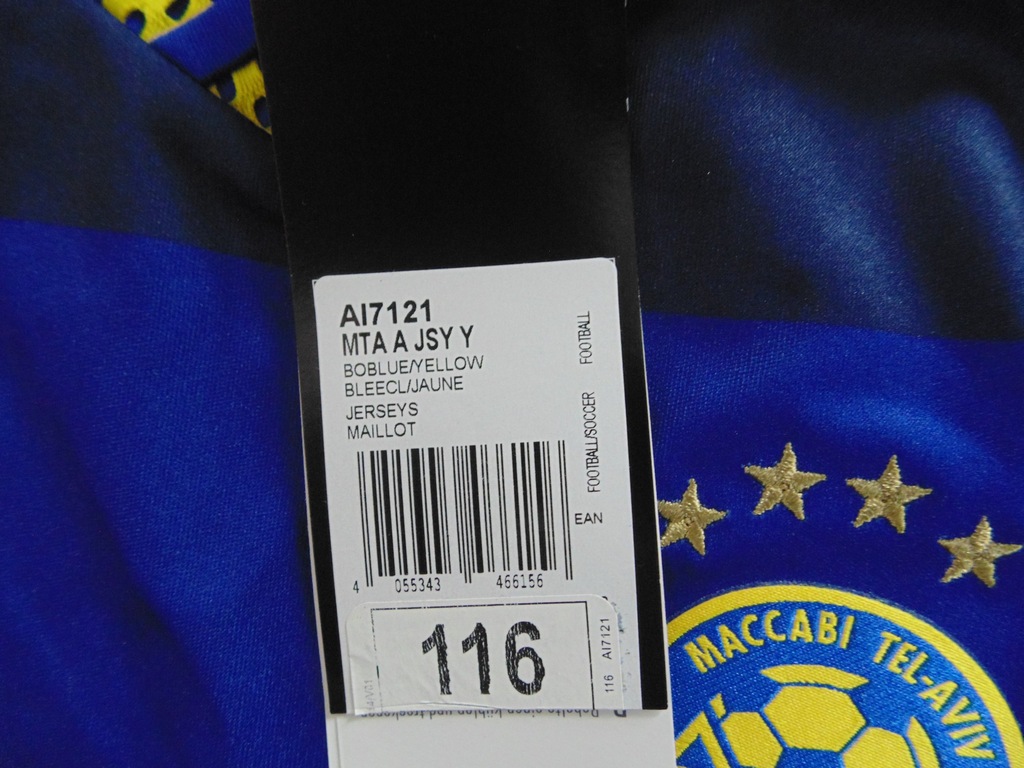 AI7121
MTA A JSY Y
BOBLUE/YELLOW
BLEECL/JAUNE
JERSEYS
MAILLOT
FOOTBALL/SOCCER FOOTBALL
EAN
4 055343 466156
116
116 AI7121
MACCABI TEL-AVIV